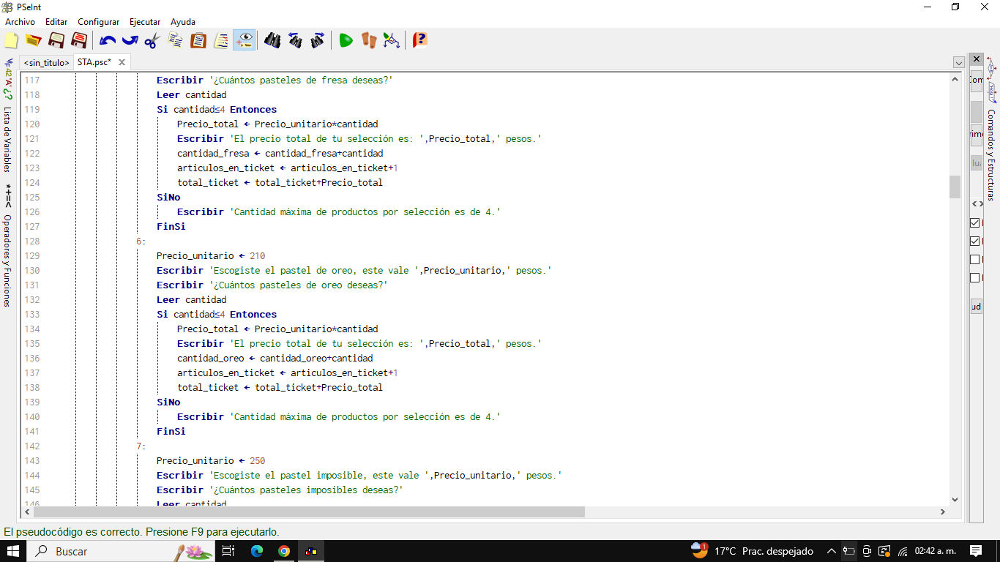 PSeInt
Archivo Editar Configurar Ejecutar Ayuda
<sin_titulo> STA.psc*
Lista de Variables
*+=< Operadores y Funciones
117 Escribir '¿Cuántos pasteles de fresa deseas?'
118 Leer cantidad
119 Si cantidad≤4 Entonces
120 Precio_total ← Precio_unitario*cantidad
121 Escribir 'El precio total de tu selección es: ',Precio_total,' pesos.'
122 cantidad_fresa ← cantidad_fresa+cantidad
123 articulos_en_ticket ← articulos_en_ticket+1
124 total_ticket ← total_ticket+Precio_total
125 SiNo
126 Escribir 'Cantidad máxima de productos por selección es de 4.'
127 FinSi
128 6:
129 Precio_unitario ← 210
130 Escribir 'Escogiste el pastel de oreo, este vale ',Precio_unitario,' pesos.'
131 Escribir '¿Cuántos pasteles de oreo deseas?'
132 Leer cantidad
133 Si cantidad≤4 Entonces
134 Precio_total ← Precio_unitario*cantidad
135 Escribir 'El precio total de tu selección es: ',Precio_total,' pesos.'
136 cantidad_oreo ← cantidad_oreo+cantidad
137 articulos_en_ticket ← articulos_en_ticket+1
138 total_ticket ← total_ticket+Precio_total
139 SiNo
140 Escribir 'Cantidad máxima de productos por selección es de 4.'
141 FinSi
142 7:
143 Precio_unitario ← 250
144 Escribir 'Escogiste el pastel imposible, este vale ',Precio_unitario,' pesos.'
145 Escribir '¿Cuántos pasteles imposibles deseas?'
146 Leer cantidad
Comandos y Estructuras
El pseudocódigo es correcto. Presione F9 para ejecutarlo.
Buscar
17°C Prac. despejado
02:42 a. m.